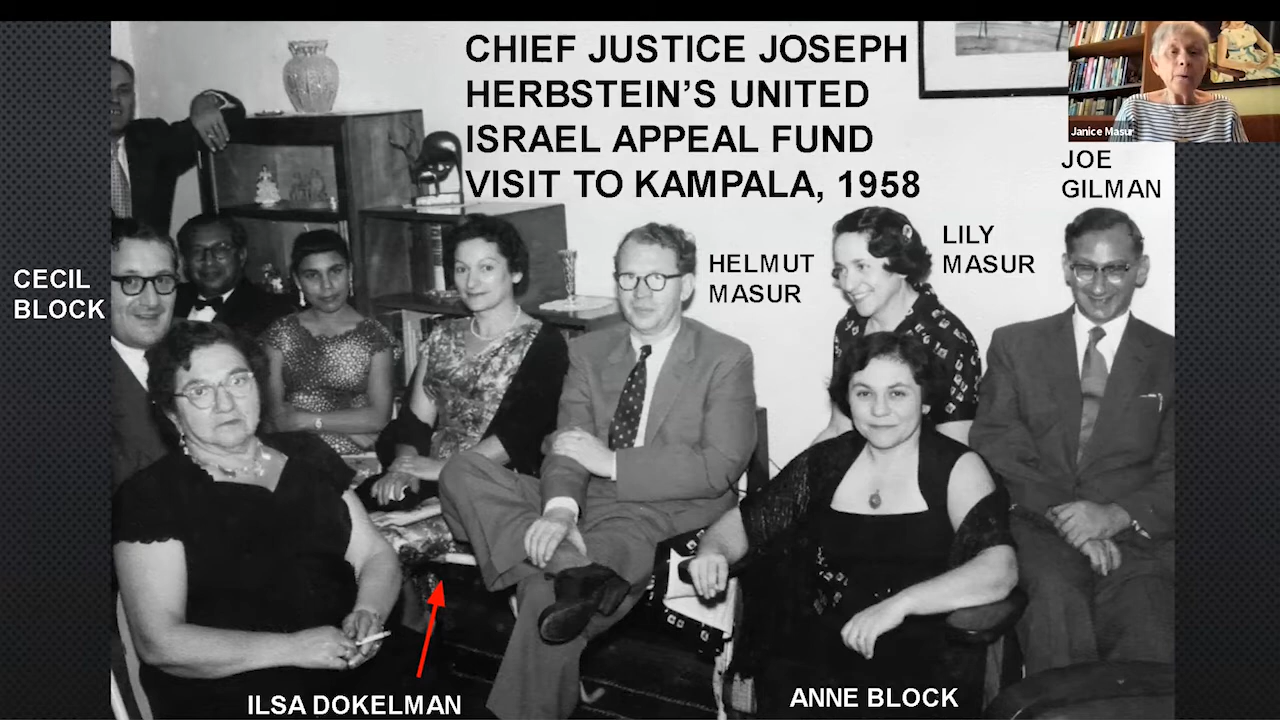 CHIEF JUSTICE JOSEPH
HERBSTEIN'S UNITED
ISRAEL APPEAL FUND
VISIT TO KAMPALA, 1958
Janice Masur
JOE
GILMAN
LILY
MASUR
HELMUT
MASUR
CECIL
BLOCK
ILSA DOKELMAN
ANNE BLOCK